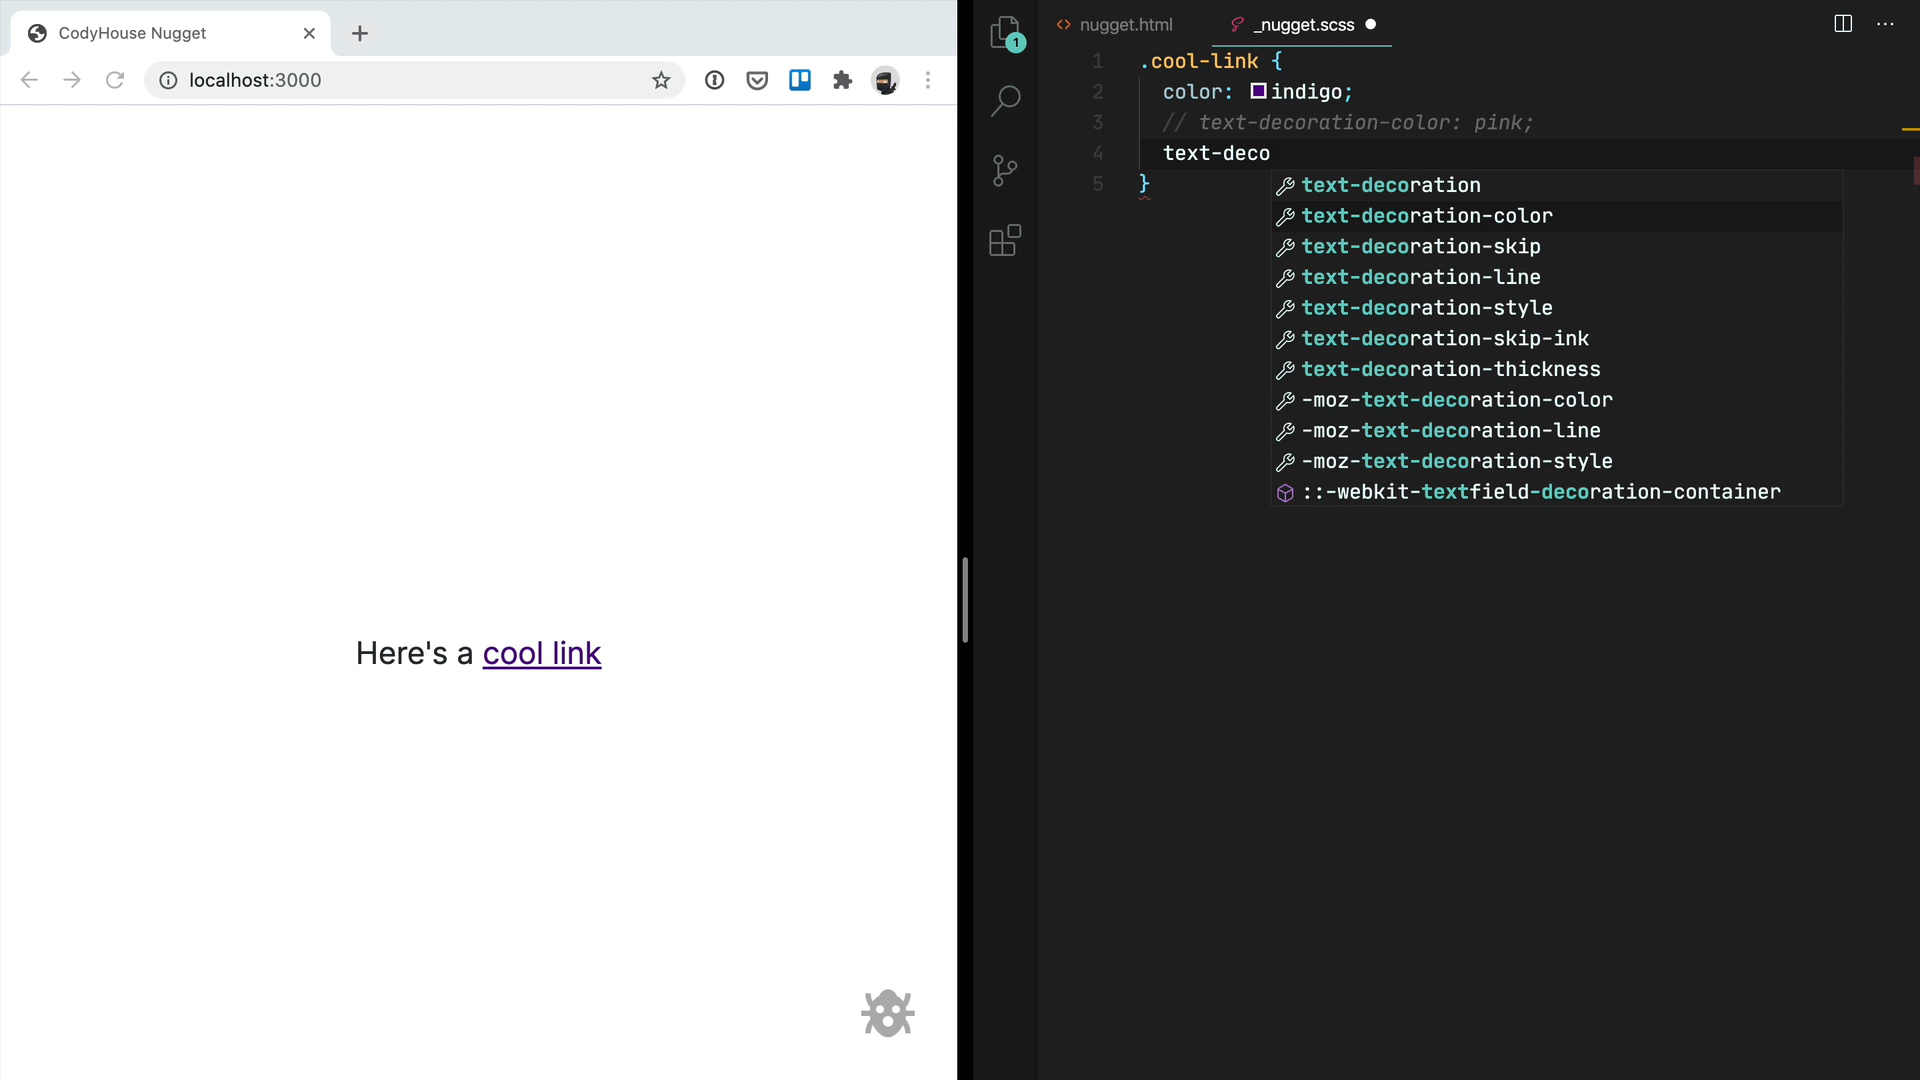 CodyHouse Nugget
localhost:3000
Here's a cool link
1
nugget.html
_nugget.scss
1 .cool-link {
2 color: indigo;
3 // text-decoration-color: pink;
4 text-deco
5 }
text-decoration
text-decoration-color
text-decoration-skip
text-decoration-line
text-decoration-style
text-decoration-skip-ink
text-decoration-thickness
-moz-text-decoration-color
-moz-text-decoration-line
-moz-text-decoration-style
::-webkit-textfield-decoration-container